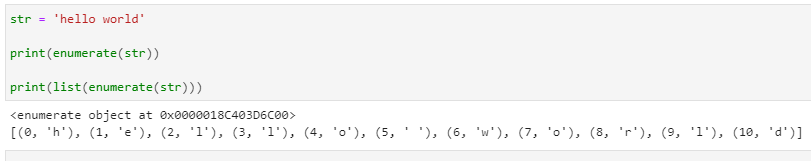 str = 'hello world'
print(enumerate(str))
print(list(enumerate(str)))
<enumerate object at 0x0000018C403D6C00>
[(0, 'h'), (1, 'e'), (2, 'l'), (3, 'l'), (4, 'o'), (5, ' '), (6, 'w'), (7, 'o'), (8, 'r'), (9, 'l'), (10, 'd')]